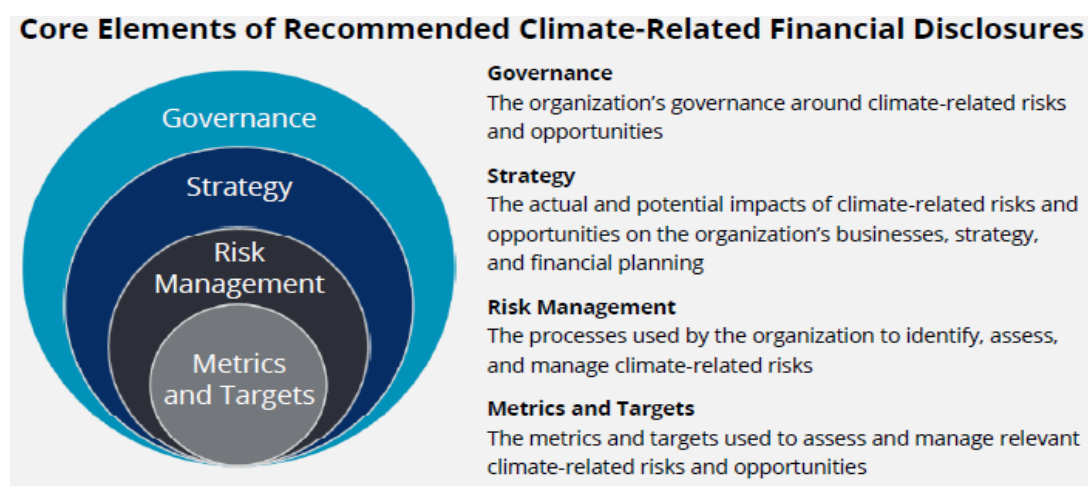 Core Elements of Recommended Climate-Related Financial Disclosures
Governance
Strategy
Risk
Management
Metrics
and Targets
Governance
The organization’s governance around climate-related risks
and opportunities
Strategy
The actual and potential impacts of climate-related risks and
opportunities on the organization’s businesses, strategy,
and financial planning
Risk Management
The processes used by the organization to identify, assess,
and manage climate-related risks
Metrics and Targets
The metrics and targets used to assess and manage relevant
climate-related risks and opportunities